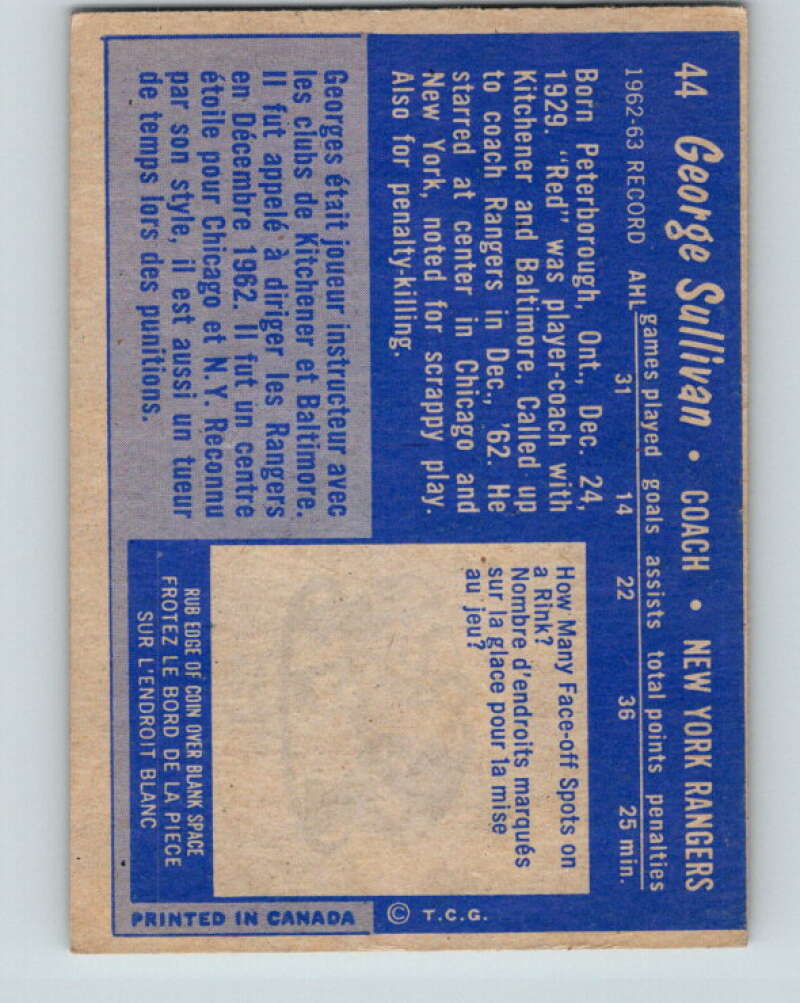 44 George Sullivan • COACH • NEW YORK RANGERS
games played goals assists total points penalties
1962-63 RECORD AHL 31 14 22 36 25 min.
Born Peterborough, Ont., Dec. 24,
1929. "Red" was player-coach with
Kitchener and Baltimore. Called up
to coach Rangers in Dec., '62. He
starred at center in Chicago and
New York, noted for scrappy play.
Also for penalty-killing.
Georges était joueur instructeur avec
les clubs de Kitchener et Baltimore.
Il fut appelé à diriger les Rangers
en Décembre 1962. Il fut un centre
étoile pour Chicago et N.Y. Reconnu
par son style, il est aussi un tueur
de temps lors des punitions.
How Many Face-off Spots on
a Rink?
Nombre d'endroits marqués
sur la glace pour la mise
au jeu?
RUB EDGE OF COIN OVER BLANK SPACE
FROTEZ LE BORD DE LA PIECE
SUR L'ENDROIT BLANC
© T.C.G.
PRINTED IN CANADA